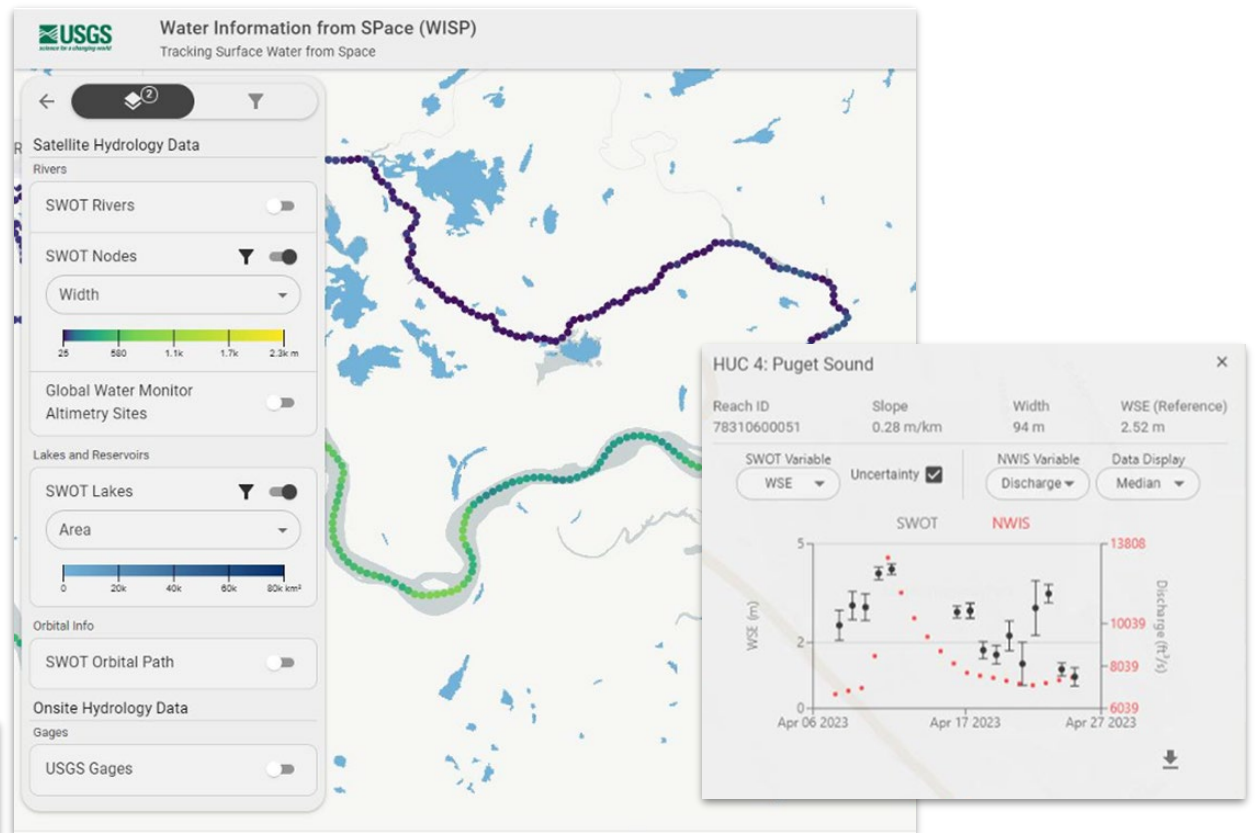 USGS
science for a changing world
Water Information from SPace (WISP)
Tracking Surface Water from Space
2
R
Satellite Hydrology Data
Rivers
SWOT Rivers
SWOT Nodes
Width
25 580 1.1k 1.7k 2.3k m
Global Water Monitor
Altimetry Sites
Lakes and Reservoirs
SWOT Lakes
Area
0 20k 40k 60k 80k km²
Orbital Info
SWOT Orbital Path
Onsite Hydrology Data
Gages
USGS Gages
HUC 4: Puget Sound ×
Reach ID Slope Width WSE (Reference)
78310600051 0.28 m/km 94 m 2.52 m
SWOT Variable NWIS Variable Data Display
WSE Uncertainty Discharge Median
SWOT NWIS
5 13808
10039
2
8039
0 6039
WSE (m)
Discharge (ft³/s)
Apr 06 2023 Apr 17 2023 Apr 27 2023